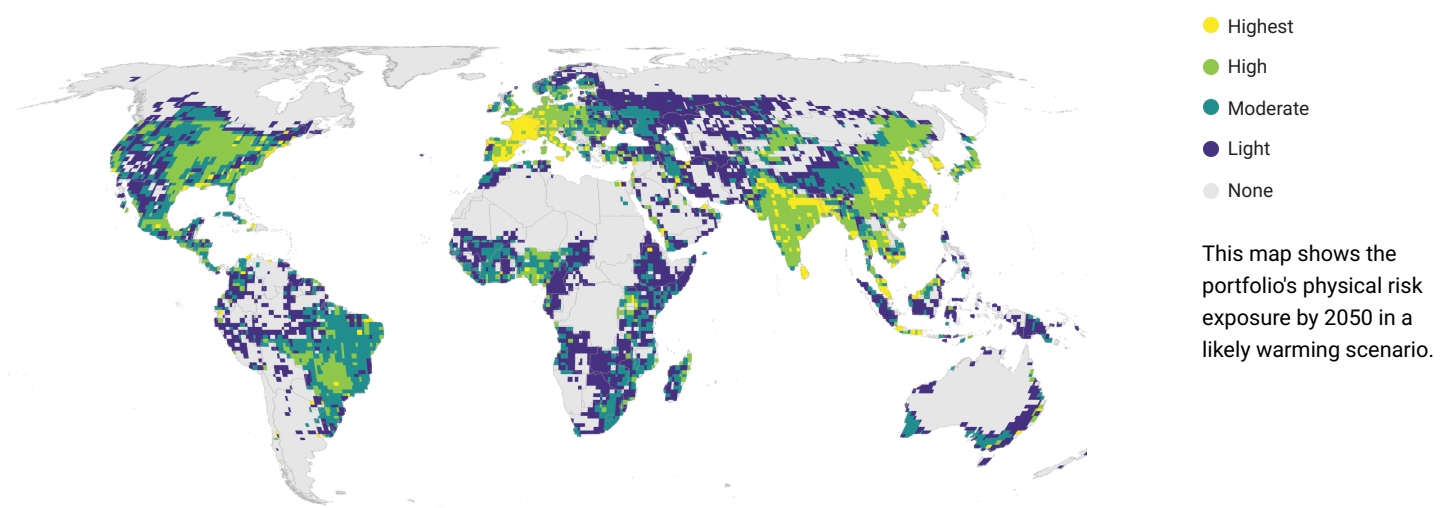 Highest
High
Moderate
Light
None
This map shows the
portfolio's physical risk
exposure by 2050 in a
likely warming scenario.